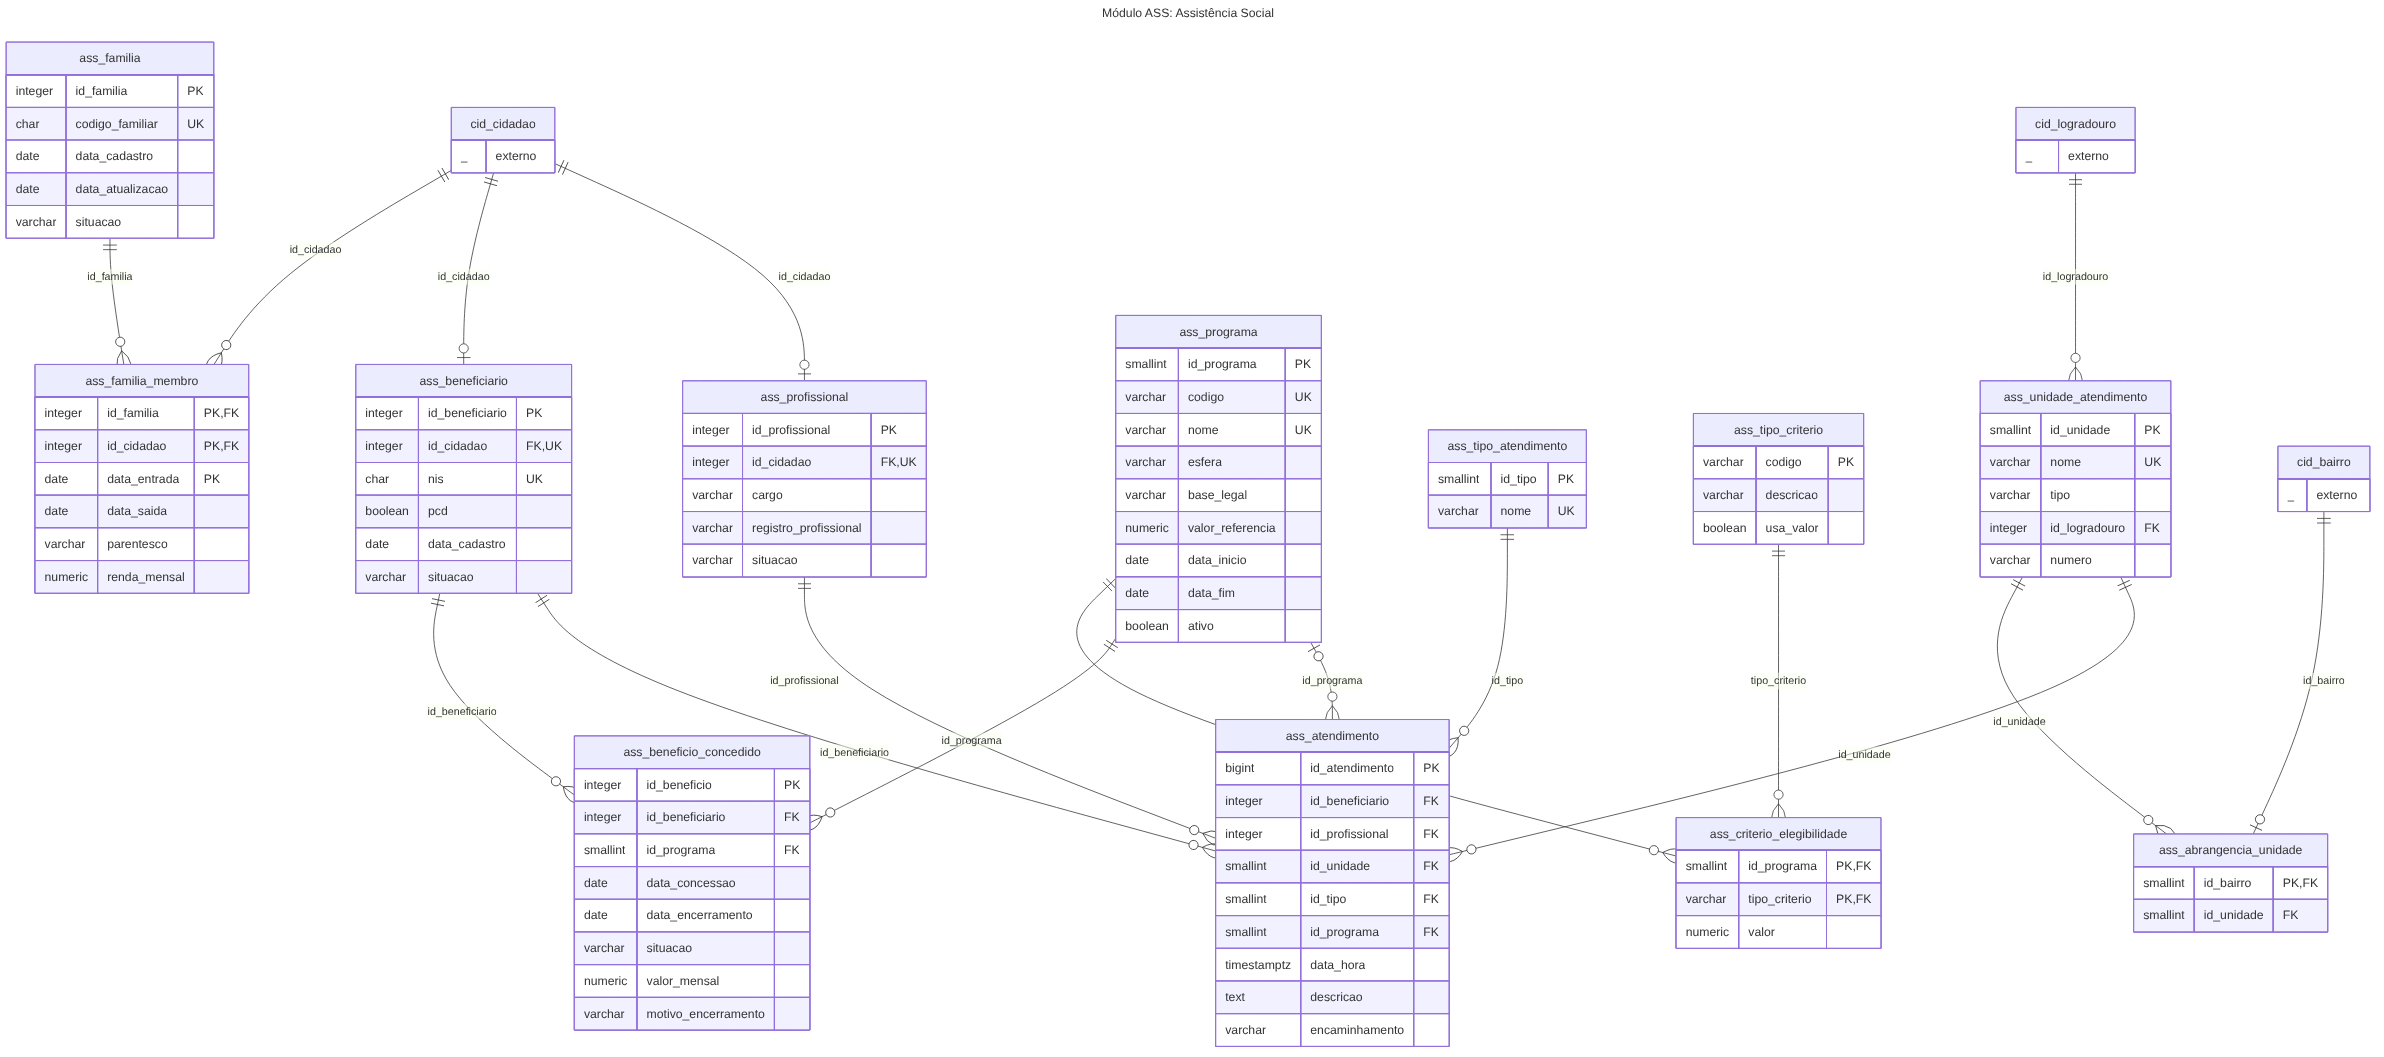 Módulo ASS: Assistência Social
ass_familia
integer id_familia PK
char codigo_familiar UK
date data_cadastro
date data_atualizacao
varchar situacao
cid_cidadao
_ externo
cid_logradouro
_ externo
id_cidadao
id_familia
id_cidadao
id_cidadao
id_logradouro
ass_familia_membro
integer id_familia PK,FK
integer id_cidadao PK,FK
date data_entrada PK
date data_saida
varchar parentesco
numeric renda_mensal
ass_beneficiario
integer id_beneficiario PK
integer id_cidadao FK,UK
char nis UK
boolean pcd
date data_cadastro
varchar situacao
ass_profissional
integer id_profissional PK
integer id_cidadao FK,UK
varchar cargo
varchar registro_profissional
varchar situacao
ass_programa
smallint id_programa PK
varchar codigo UK
varchar nome UK
varchar esfera
varchar base_legal
numeric valor_referencia
date data_inicio
date data_fim
boolean ativo
ass_tipo_atendimento
smallint id_tipo PK
varchar nome UK
ass_tipo_criterio
varchar codigo PK
varchar descricao
boolean usa_valor
ass_unidade_atendimento
smallint id_unidade PK
varchar nome UK
varchar tipo
integer id_logradouro FK
varchar numero
cid_bairro
_ externo
id_profissional
id_programa
id_tipo
tipo_criterio
id_bairro
id_beneficiario
id_unidade
id_programa
id_beneficiario
id_unidade
ass_beneficio_concedido
integer id_beneficio PK
integer id_beneficiario FK
smallint id_programa FK
date data_concessao
date data_encerramento
varchar situacao
numeric valor_mensal
varchar motivo_encerramento
ass_atendimento
bigint id_atendimento PK
integer id_beneficiario FK
integer id_profissional FK
smallint id_unidade FK
smallint id_tipo FK
smallint id_programa FK
timestamptz data_hora
text descricao
varchar encaminhamento
ass_criterio_elegibilidade
smallint id_programa PK,FK
varchar tipo_criterio PK,FK
numeric valor
ass_abrangencia_unidade
smallint id_bairro PK,FK
smallint id_unidade FK